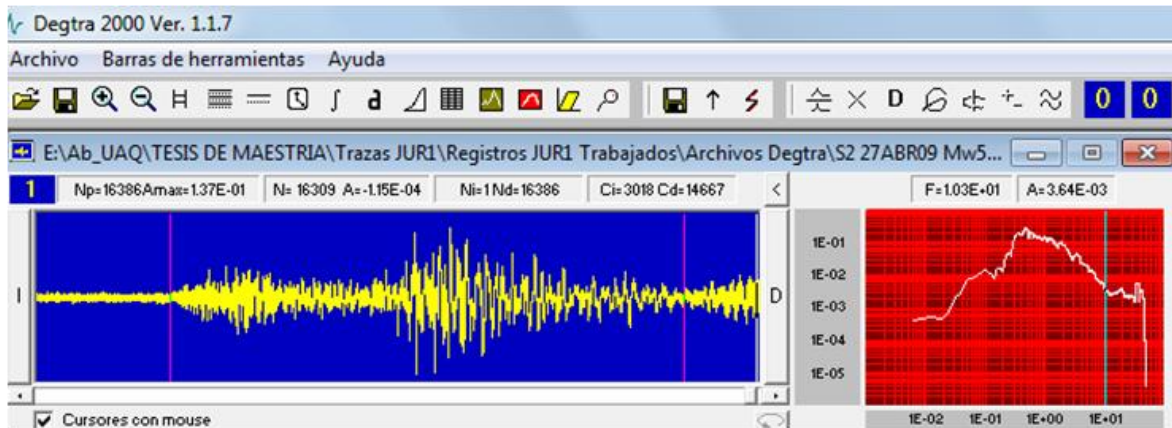 Degtra 2000 Ver. 1.1.7
Archivo Barras de herramientas Ayuda
0 0
E:\Ab_UAQ\TESIS DE MAESTRIA\Trazas JUR1\Registros JUR1 Trabajados\Archivos Degtra\S2 27ABR09 Mw5...
1 Np=16386Amax=1.37E-01 N= 16309 A=-1.15E-04 Ni=1Nd=16386 Ci=3018 Cd=14667 < F=1.03E+01 A=3.64E-03
1E-01
1E-02
I D 1E-03
1E-04
1E-05
Cursores con mouse 1E-02 1E-01 1E+00 1E+01